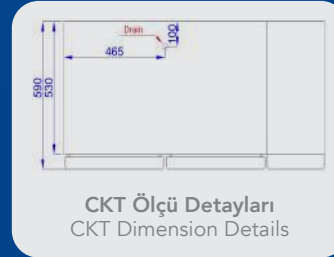 Drain
100
465
590
530
CKT Ölçü Detayları
CKT Dimension Details